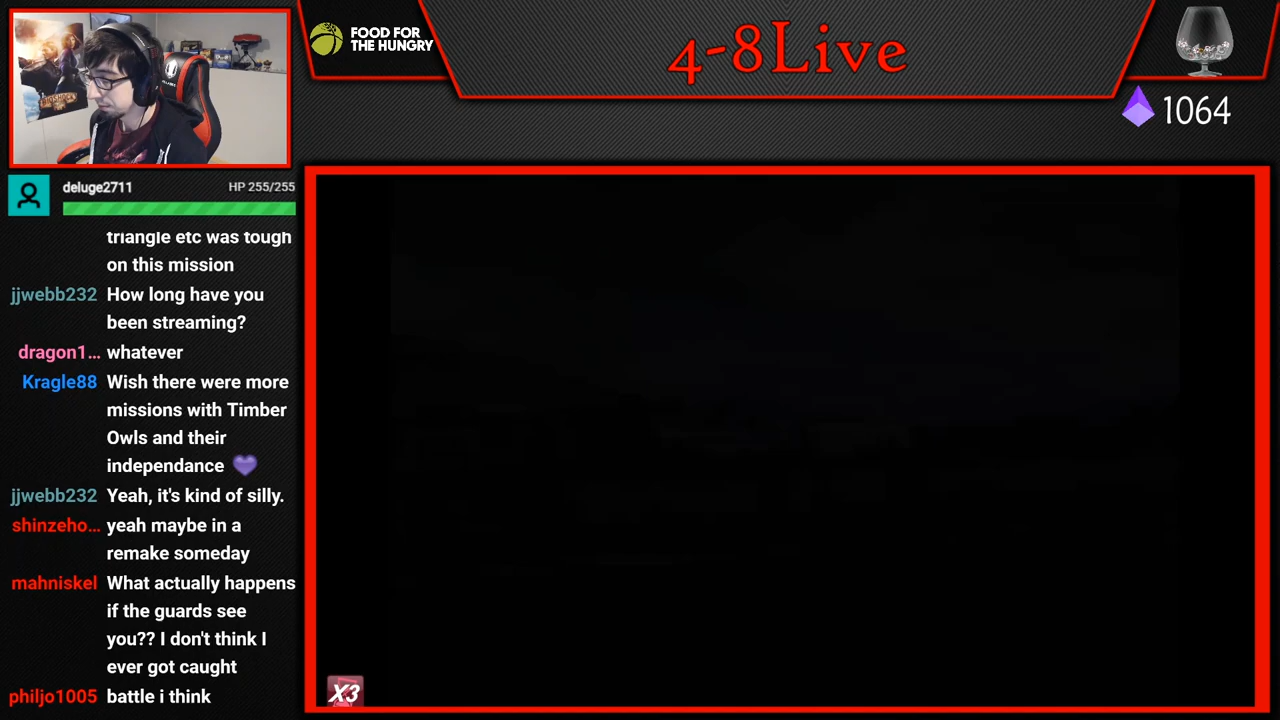 FOOD FOR
THE HUNGRY
4-8Live
1064
deluge2711 HP 255/255
triangle etc was tough
on this mission
jjwebb232 How long have you
been streaming?
dragon1… whatever
Kragle88 Wish there were more
missions with Timber
Owls and their
independance
jjwebb232 Yeah, it's kind of silly.
shinzeho… yeah maybe in a
remake someday
mahniskel What actually happens
if the guards see
you?? I don't think I
ever got caught
philjo1005 battle i think
X3